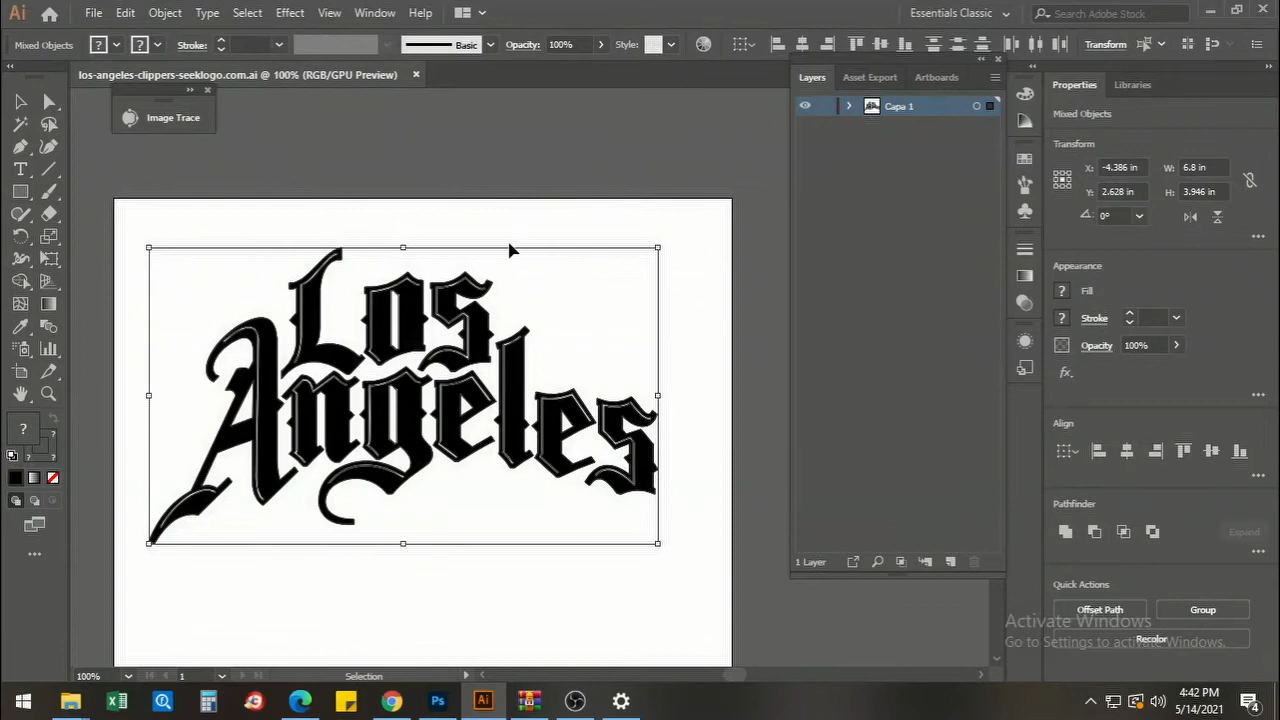 Ai File Edit Object Type Select Effect View Window Help Essentials Classic Search Adobe Stock
Mixed Objects ? ? Stroke: Basic Opacity: 100% Style: Transform
los-angeles-clippers-seeklogo.com.ai @ 100% (RGB/GPU Preview)
Image Trace
Layers Asset Export Artboards
Capa 1
Properties Libraries
Mixed Objects
Transform
X: -4.386 in W: 6.8 in
Y: 2.628 in H: 3.946 in
0°
Appearance
? Fill
? Stroke
Opacity 100%
fx.
Align
Pathfinder
Expand
Quick Actions
Offset Path Group
Recolor
Los
Angeles
?
?
?
?
1 Layer
Activate Windows
Go to Settings to activate Windows.
100% 1 Selection
Ps Ai
4:42 PM
5/14/2021
4